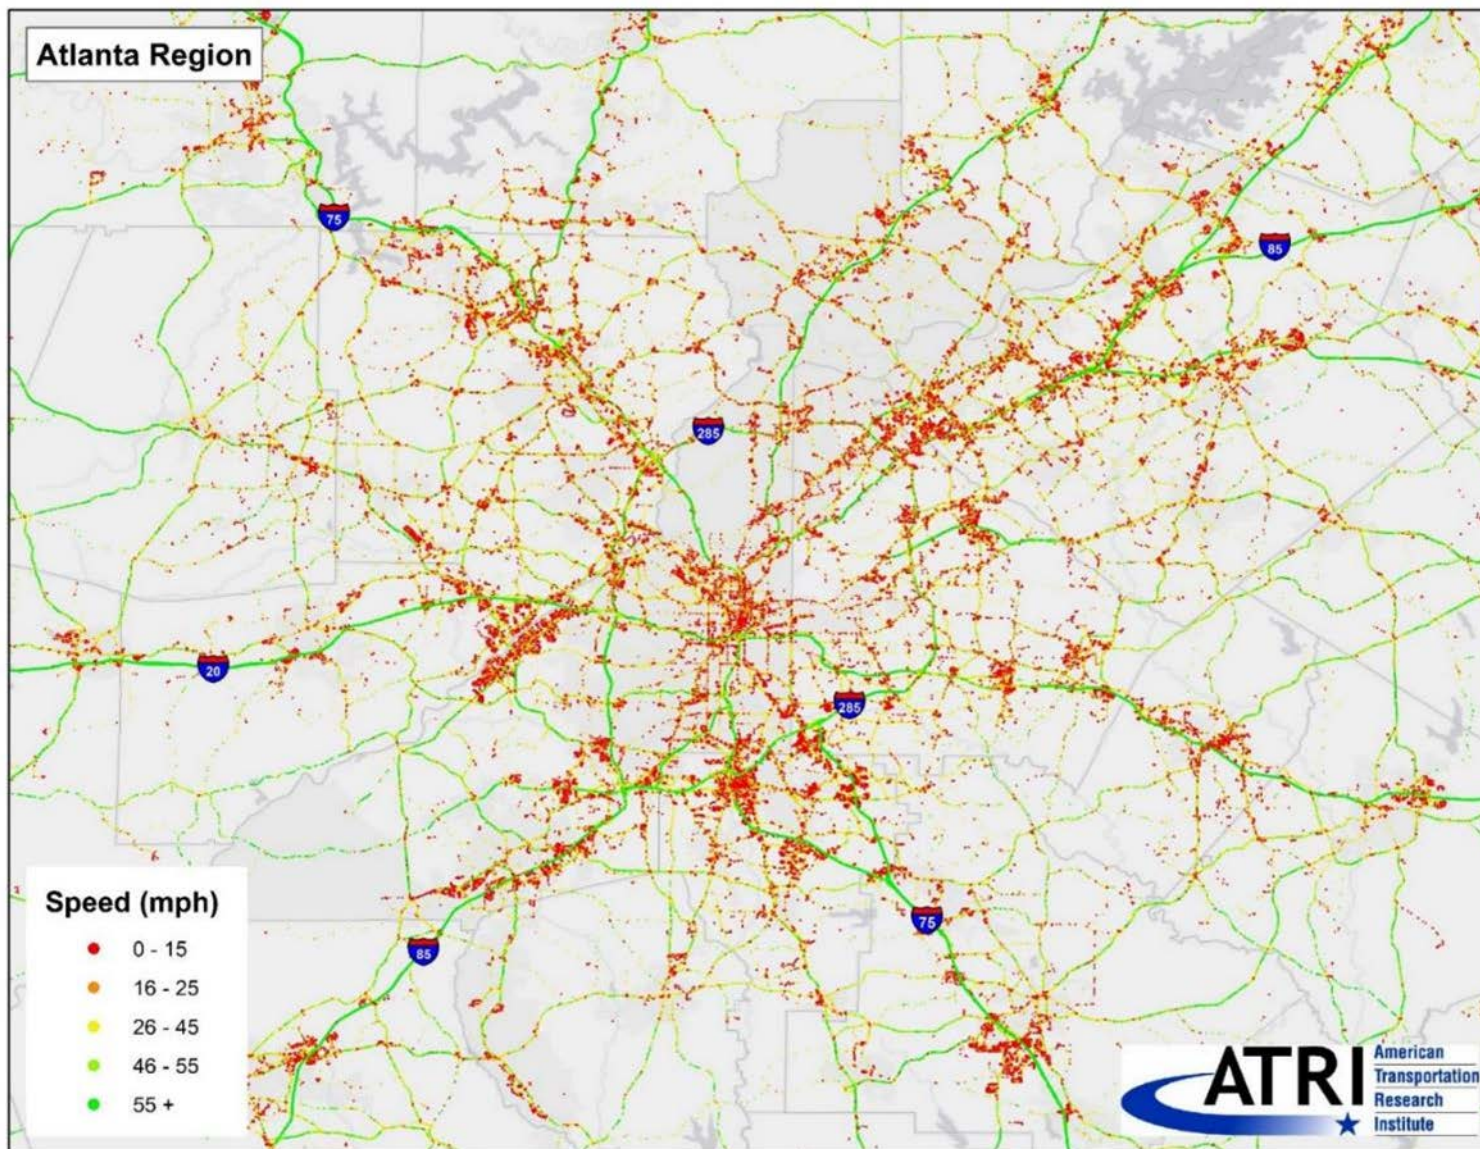 Atlanta Region
75
85
285
20
285
75
85
Speed (mph)
0 - 15
16 - 25
26 - 45
46 - 55
55 +
ATRI
American
Transportation
Research
Institute